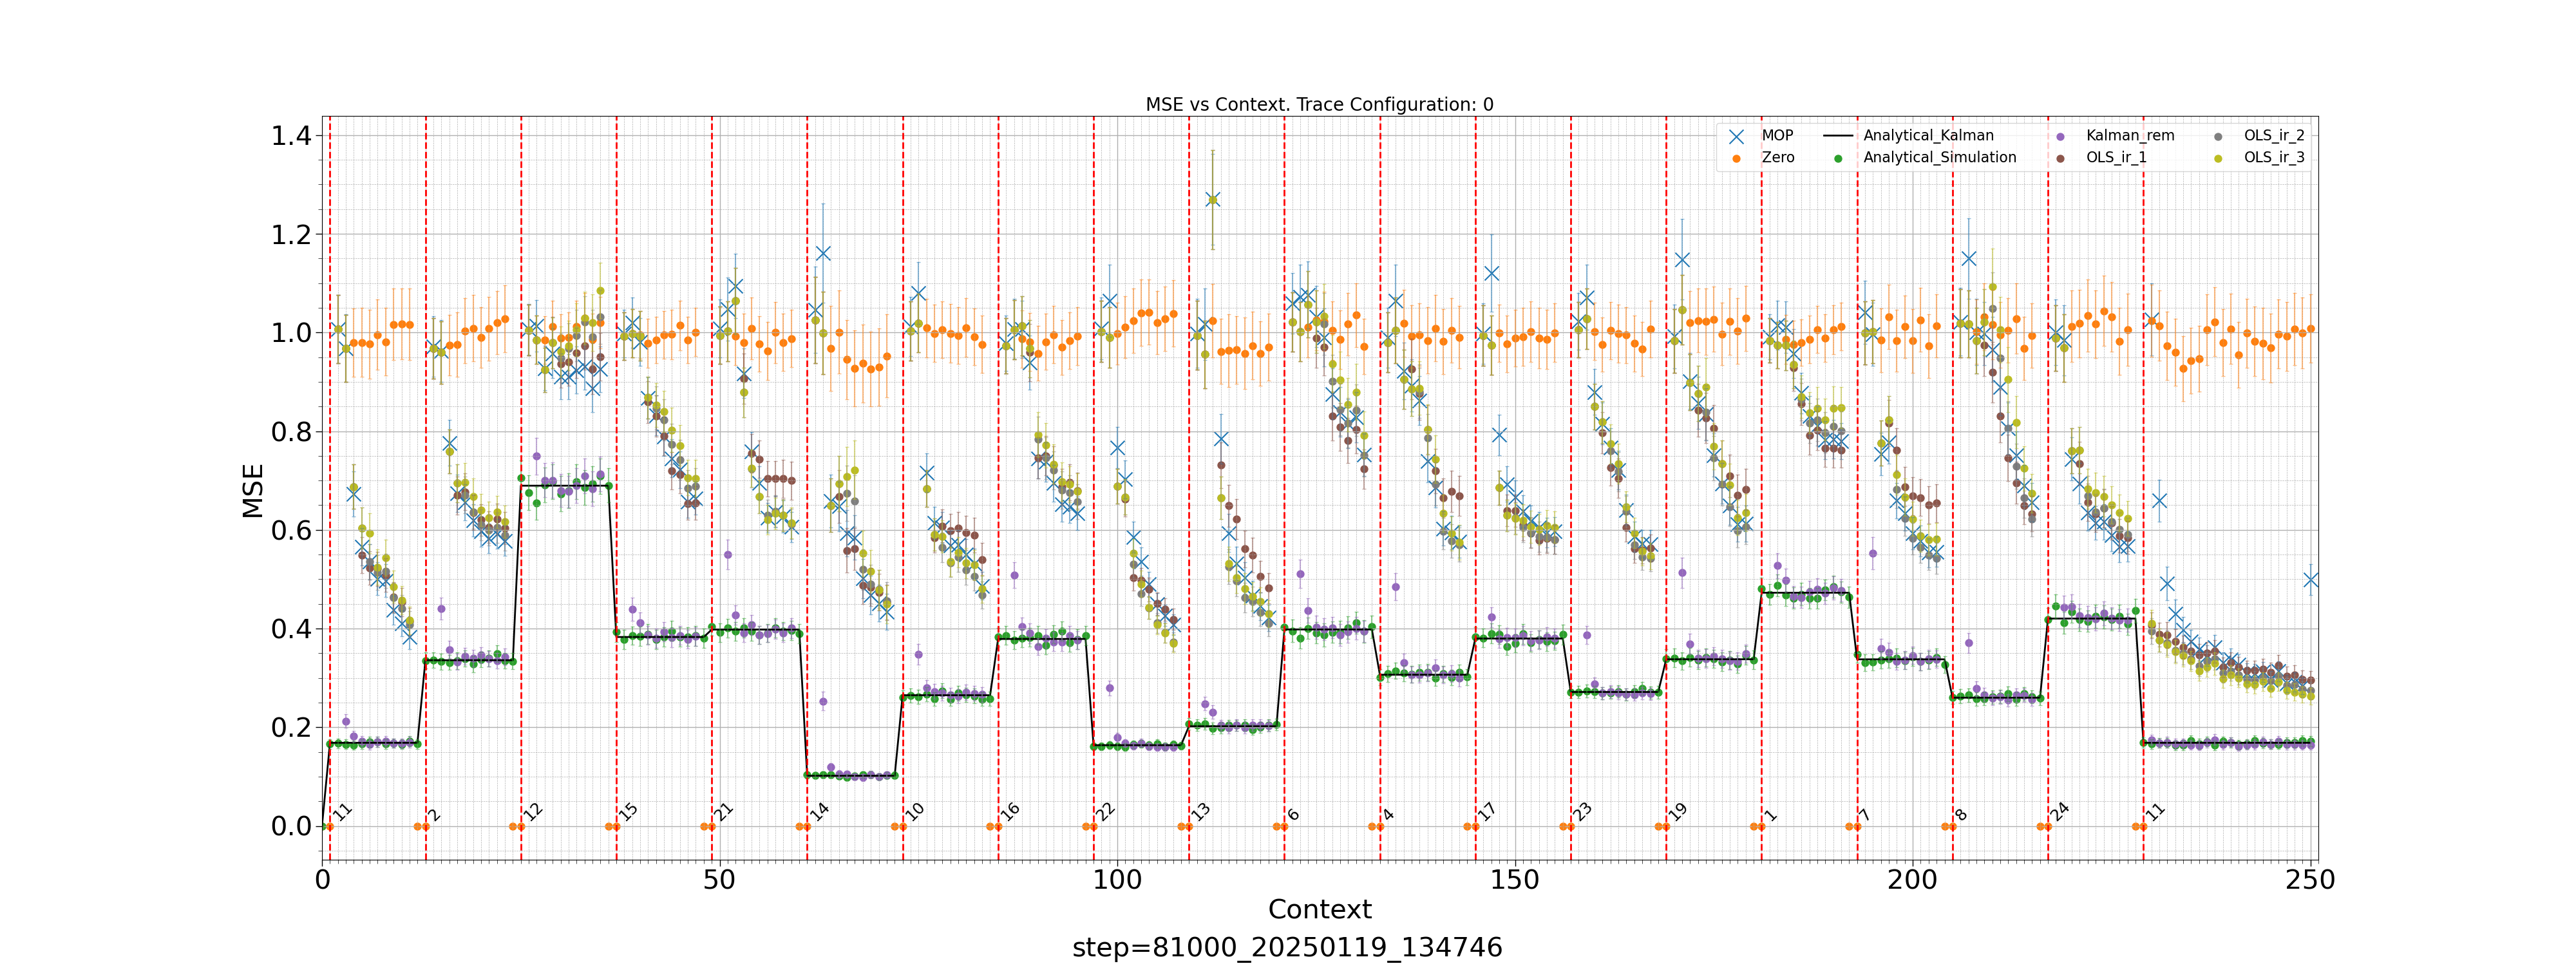 MSE vs Context. Trace Configuration: 0
MOP
Zero
Analytical_Kalman
Analytical_Simulation
Kalman_rem
OLS_ir_1
OLS_ir_2
OLS_ir_3
MSE
1.4
1.2
1.0
0.8
0.6
0.4
0.2
0.0
11 2 12 15 21 14 10 16 22 13 6 4 17 23 19 1 7 8 24 11
0 50 100 150 200 250
Context
step=81000_20250119_134746